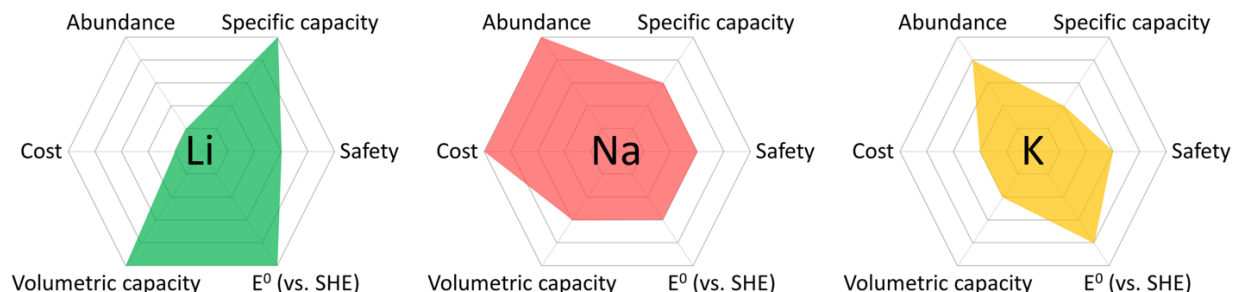 Abundance Specific capacity
Cost Li Safety
Volumetric capacity E⁰ (vs. SHE)
Abundance Specific capacity
Cost Na Safety
Volumetric capacity E⁰ (vs. SHE)
Abundance Specific capacity
Cost K Safety
Volumetric capacity E⁰ (vs. SHE)